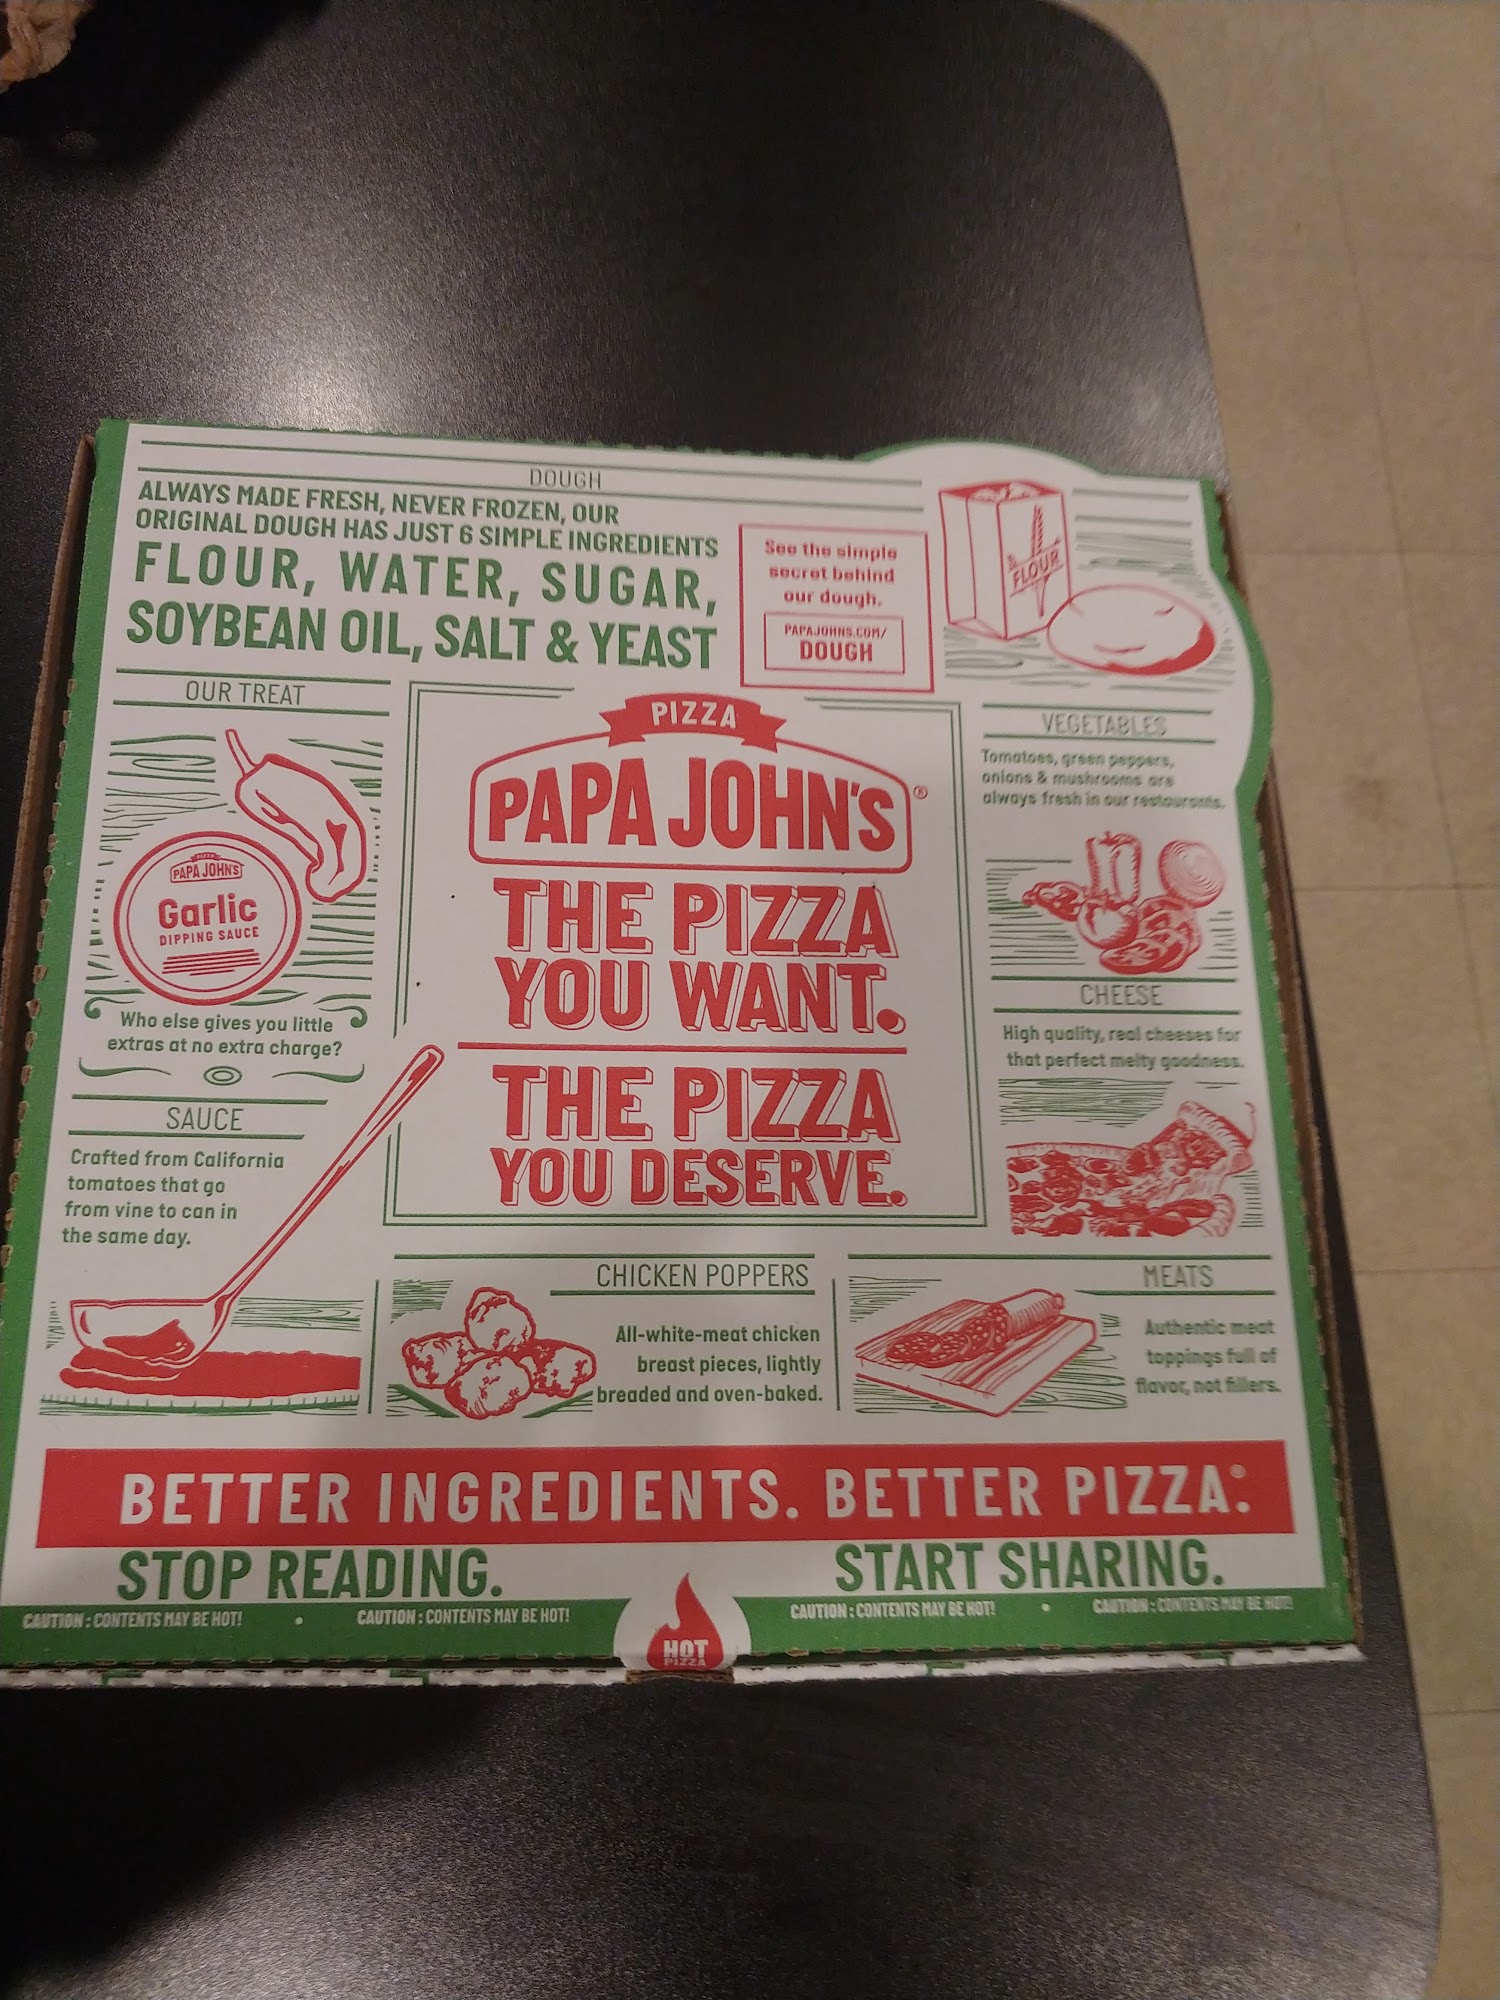 DOUGH
ALWAYS MADE FRESH, NEVER FROZEN, OUR
ORIGINAL DOUGH HAS JUST 6 SIMPLE INGREDIENTS
FLOUR, WATER, SUGAR,
SOYBEAN OIL, SALT & YEAST
See the simple
secret behind
our dough.
PAPAJOHNS.COM/
DOUGH
FLOUR
OUR TREAT
PIZZA
PAPA JOHN'S
Garlic
DIPPING SAUCE
Who else gives you little
extras at no extra charge?
SAUCE
Crafted from California
tomatoes that go
from vine to can in
the same day.
PIZZA
PAPA JOHN'S®
THE PIZZA
YOU WANT.
THE PIZZA
YOU DESERVE.
VEGETABLES
Tomatoes, green peppers,
onions & mushrooms are
always fresh in our restaurants.
CHEESE
High quality, real cheeses for
that perfect melty goodness.
CHICKEN POPPERS
All-white-meat chicken
breast pieces, lightly
breaded and oven-baked.
MEATS
Authentic meat
toppings full of
flavor, not fillers.
BETTER INGREDIENTS. BETTER PIZZA.®
STOP READING. START SHARING.
CAUTION: CONTENTS MAY BE HOT! • CAUTION: CONTENTS MAY BE HOT! CAUTION: CONTENTS MAY BE HOT! • CAUTION: CONTENTS MAY BE HOT!
HOT
PIZZA